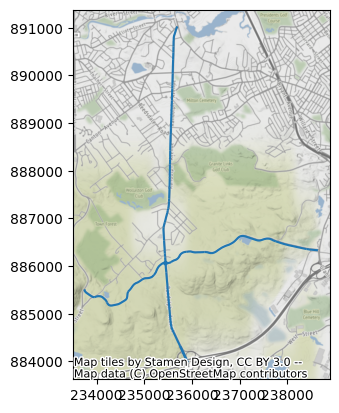 891000
890000
889000
888000
887000
886000
885000
884000
Map tiles by Stamen Design, CC BY 3.0 --
Map data (C) OpenStreetMap contributors
234000 235000 236000 237000 238000